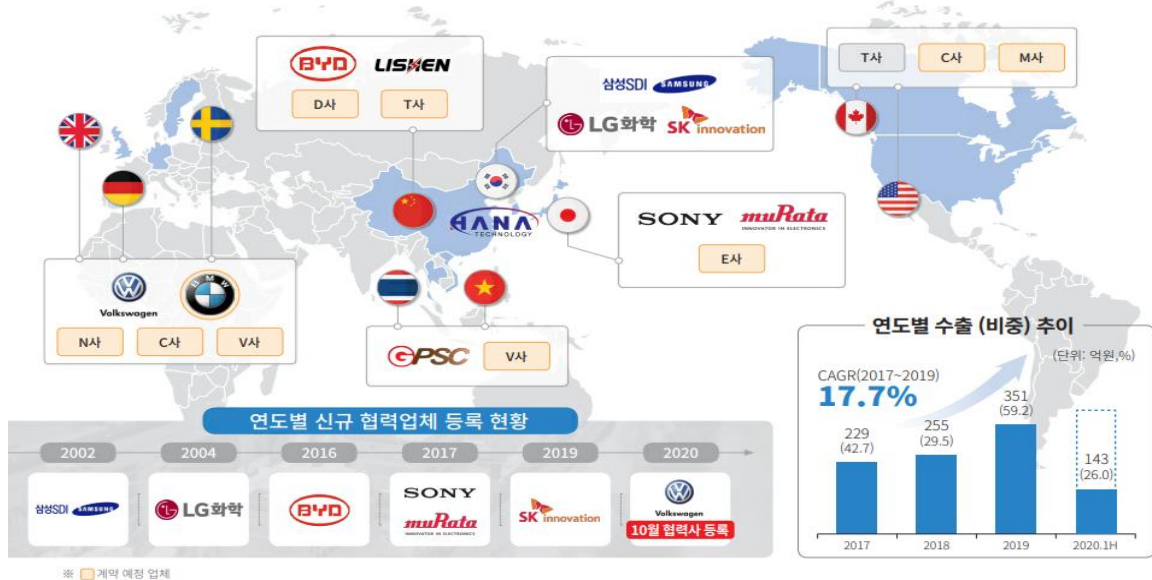 BYD LISHEN
D사 T사
삼성SDI SAMSUNG
LG화학 SK innovation
T사 C사 M사
HANA
TECHNOLOGY
SONY muRata
INNOVATOR IN ELECTRONICS
E사
Volkswagen BMW
N사 C사 V사
GPSC V사
연도별 수출 (비중) 추이
(단위: 억원,%)
CAGR(2017~2019)
17.7%
229
(42.7)
255
(29.5)
351
(59.2)
143
(26.0)
2017 2018 2019 2020.1H
연도별 신규 협력업체 등록 현황
2002 2004 2016 2017 2019 2020
삼성SDI SAMSUNG
LG화학
BYD
SONY
muRata
INNOVATOR IN ELECTRONICS
SK innovation
Volkswagen
10월 협력사 등록
※ 계약 예정 업체